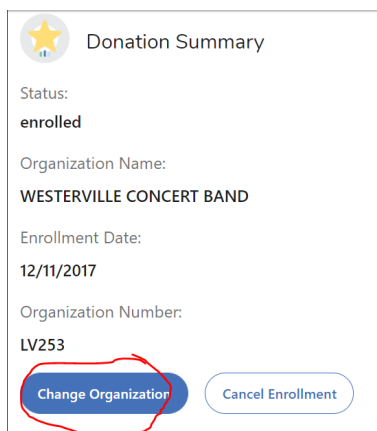 Donation Summary
Status:
enrolled
Organization Name:
WESTERVILLE CONCERT BAND
Enrollment Date:
12/11/2017
Organization Number:
LV253
Change Organization
Cancel Enrollment